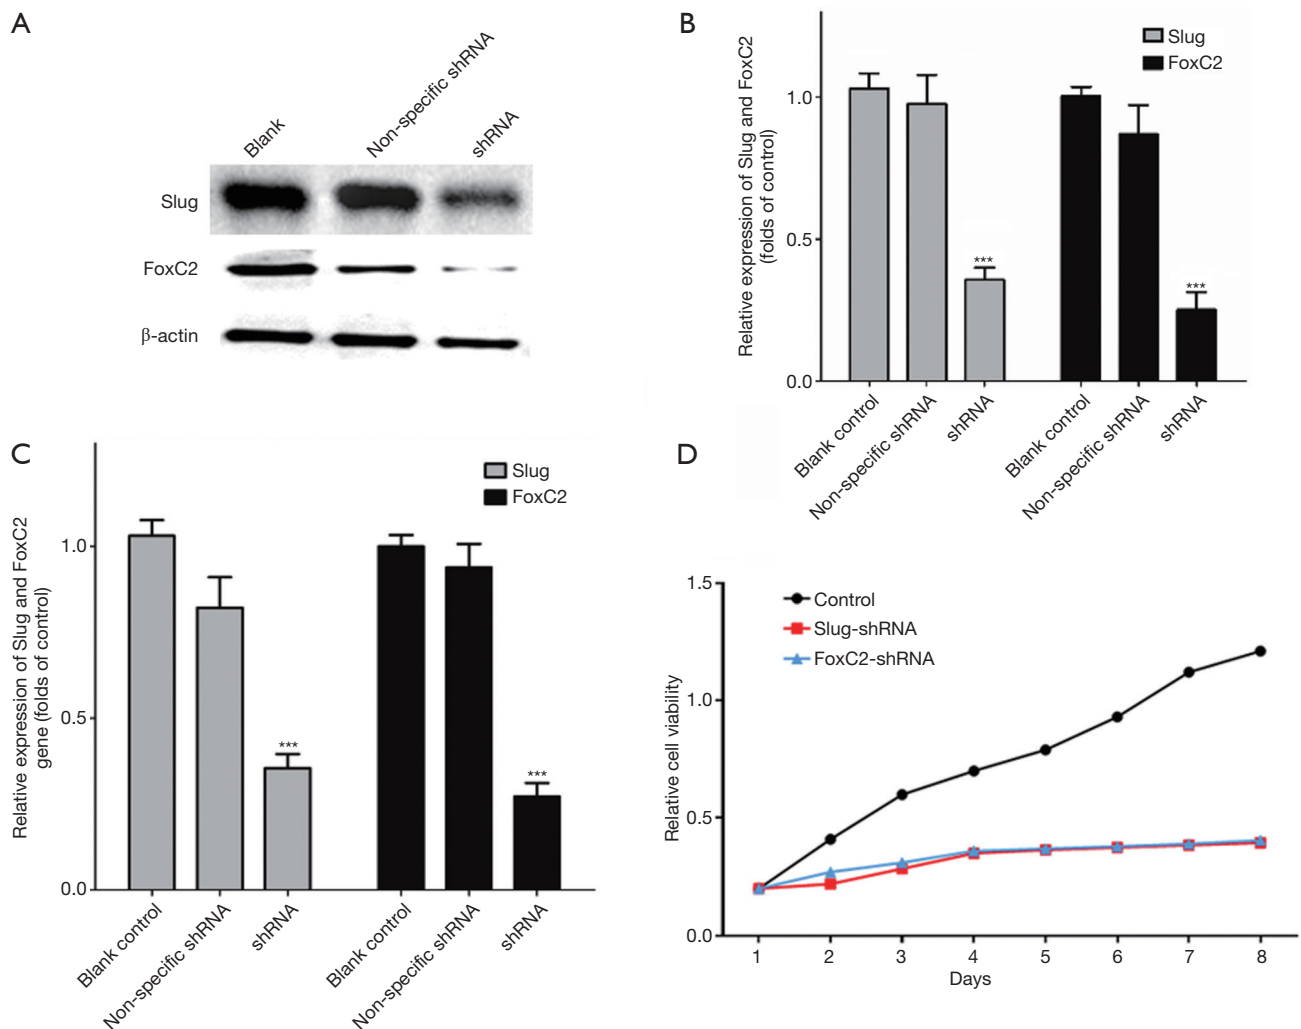 A
Blank
Non-specific shRNA
shRNA
Slug
FoxC2
β-actin
B
Relative expression of Slug and FoxC2
(folds of control)
Slug
FoxC2
1.0
0.5
0.0
***
***
Blank control
Non-specific shRNA
shRNA
Blank control
Non-specific shRNA
shRNA
C
Relative expression of Slug and FoxC2
gene (folds of control)
Slug
FoxC2
1.0
0.5
0.0
***
***
Blank control
Non-specific shRNA
shRNA
Blank control
Non-specific shRNA
shRNA
D
Relative cell viability
1.5
1.0
0.5
0.0
Control
Slug-shRNA
FoxC2-shRNA
1 2 3 4 5 6 7 8
Days